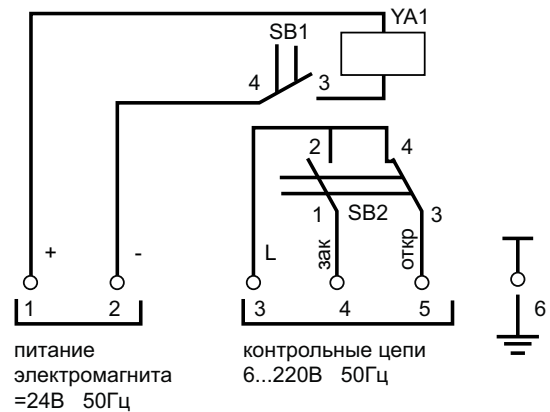 YA1
SB1
4
3
2
4
1
SB2
3
+
-
L
зак
откр
1
2
3
4
5
6
питание
электромагнита
=24В 50Гц
контрольные цепи
6...220В 50Гц